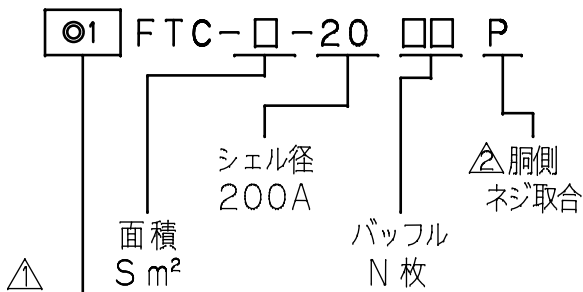 ◎1 FTC-□-20 □□ P
シェル径
200A
△2 胴側
ネジ取合
面積
S m²
バッフル
N 枚
△1